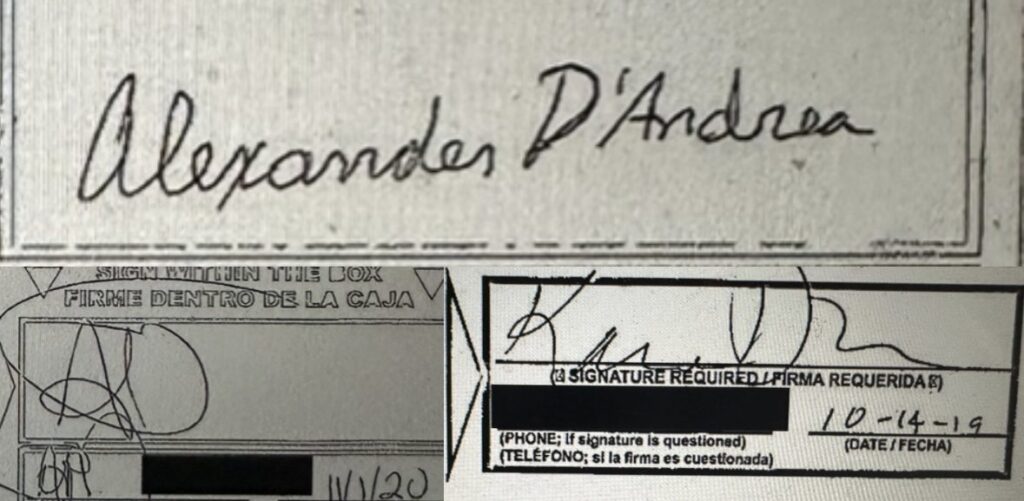 Alexander D'Andrea
SIGN WITHIN THE BOX
FIRME DENTRO DE LA CAJA
AD
11/1/20
(X SIGNATURE REQUIRED / FIRMA REQUERIDA X)
10-14-19
(PHONE; If signature is questioned)
(DATE / FECHA)
(TELÉFONO; si la firma es cuestionada)